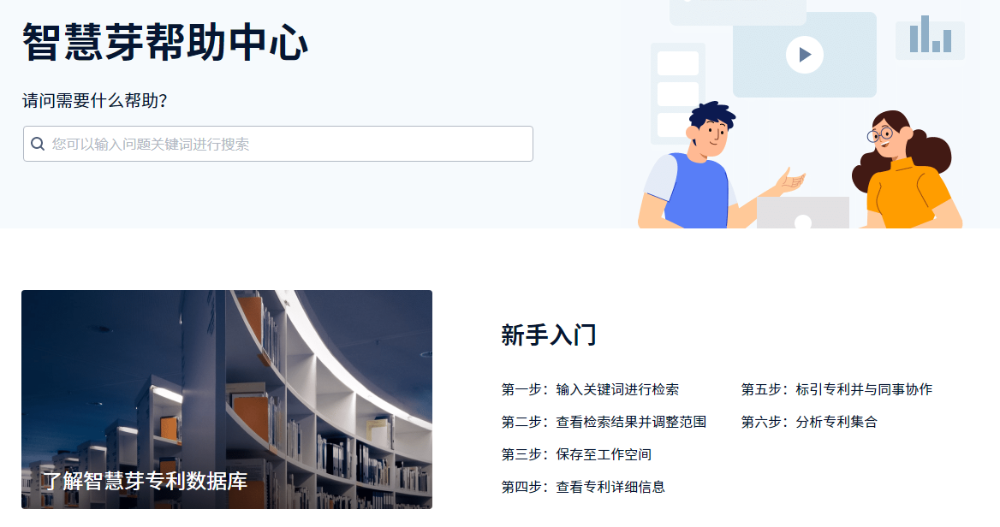 智慧芽帮助中心
请问需要什么帮助？
您可以输入问题关键词进行搜索
了解智慧芽专利数据库
新手入门
第一步：输入关键词进行检索
第二步：查看检索结果并调整范围
第三步：保存至工作空间
第四步：查看专利详细信息
第五步：标引专利并与同事协作
第六步：分析专利集合